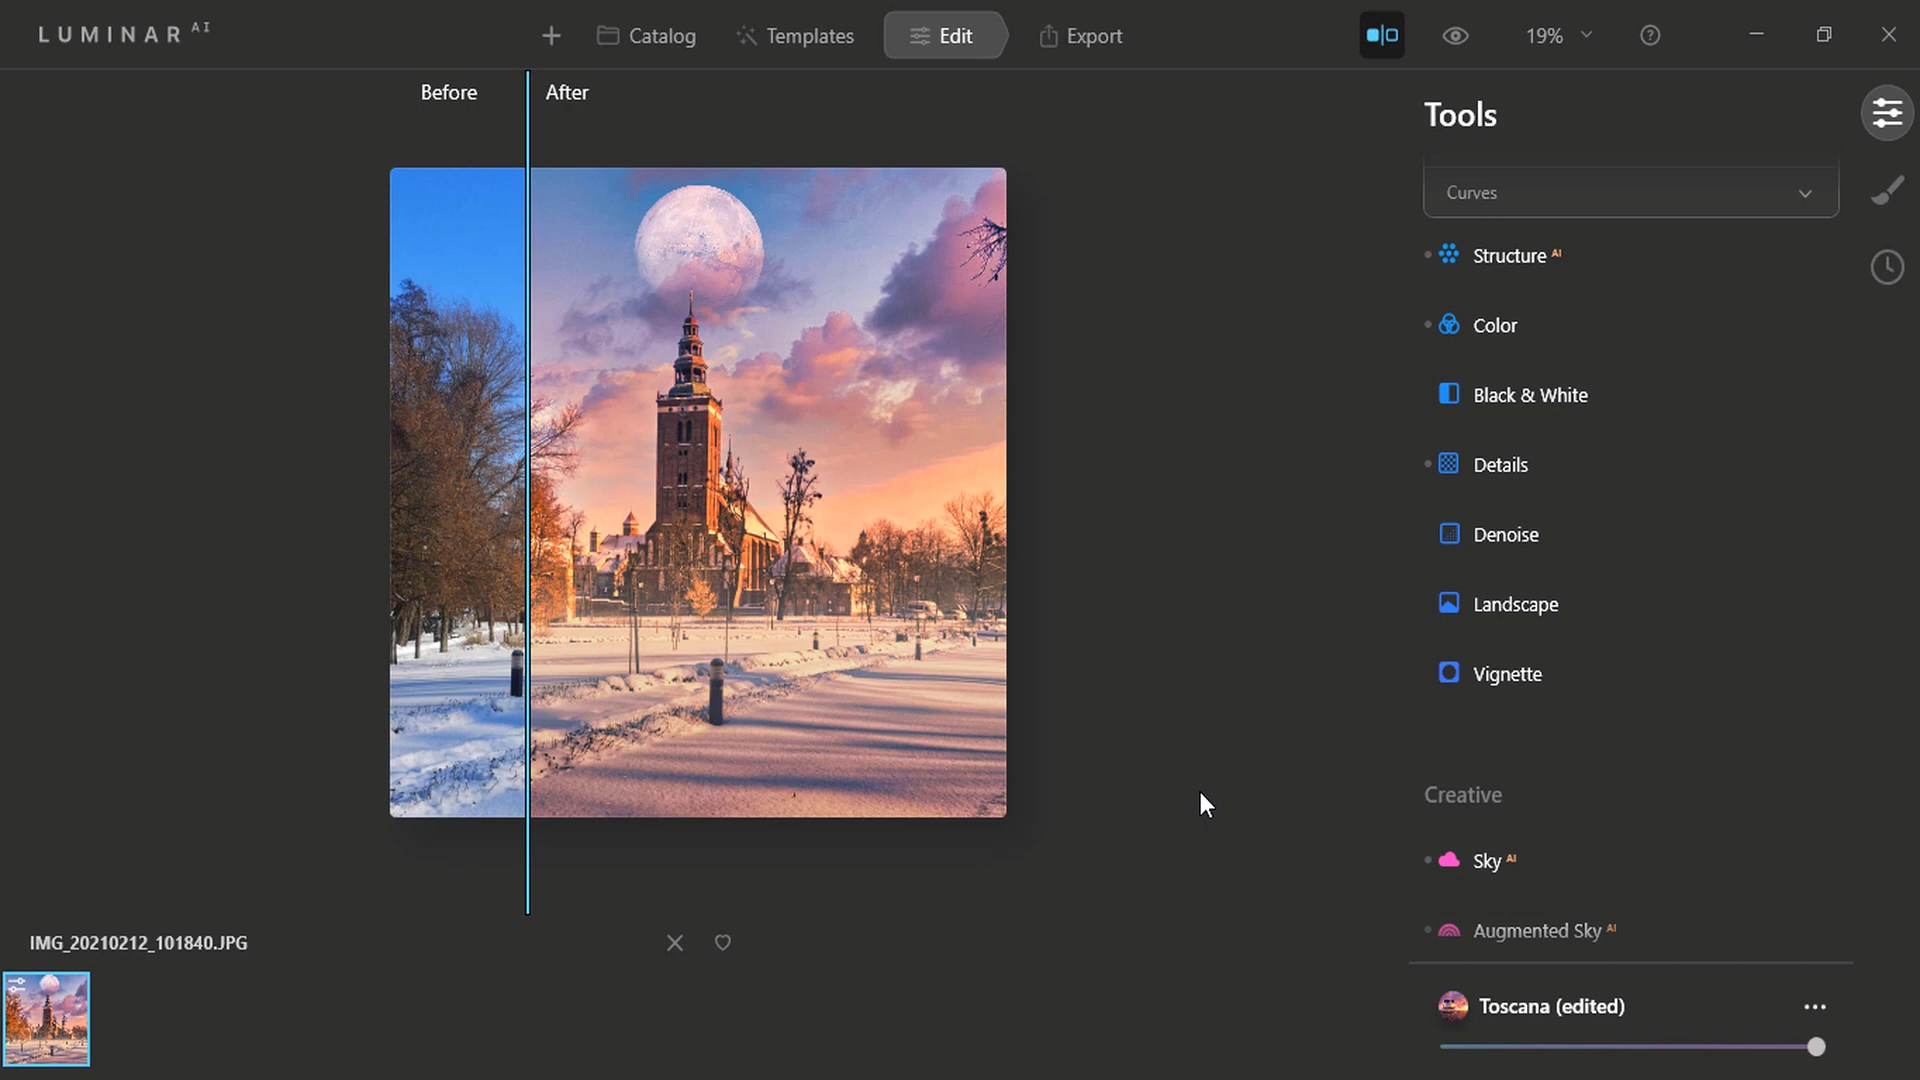 LUMINAR AI
Catalog
Templates
Edit
Export
19%
Before
After
Tools
Curves
Structure AI
Color
Black & White
Details
Denoise
Landscape
Vignette
Creative
Sky AI
Augmented Sky AI
IMG_20210212_101840.JPG
Toscana (edited)